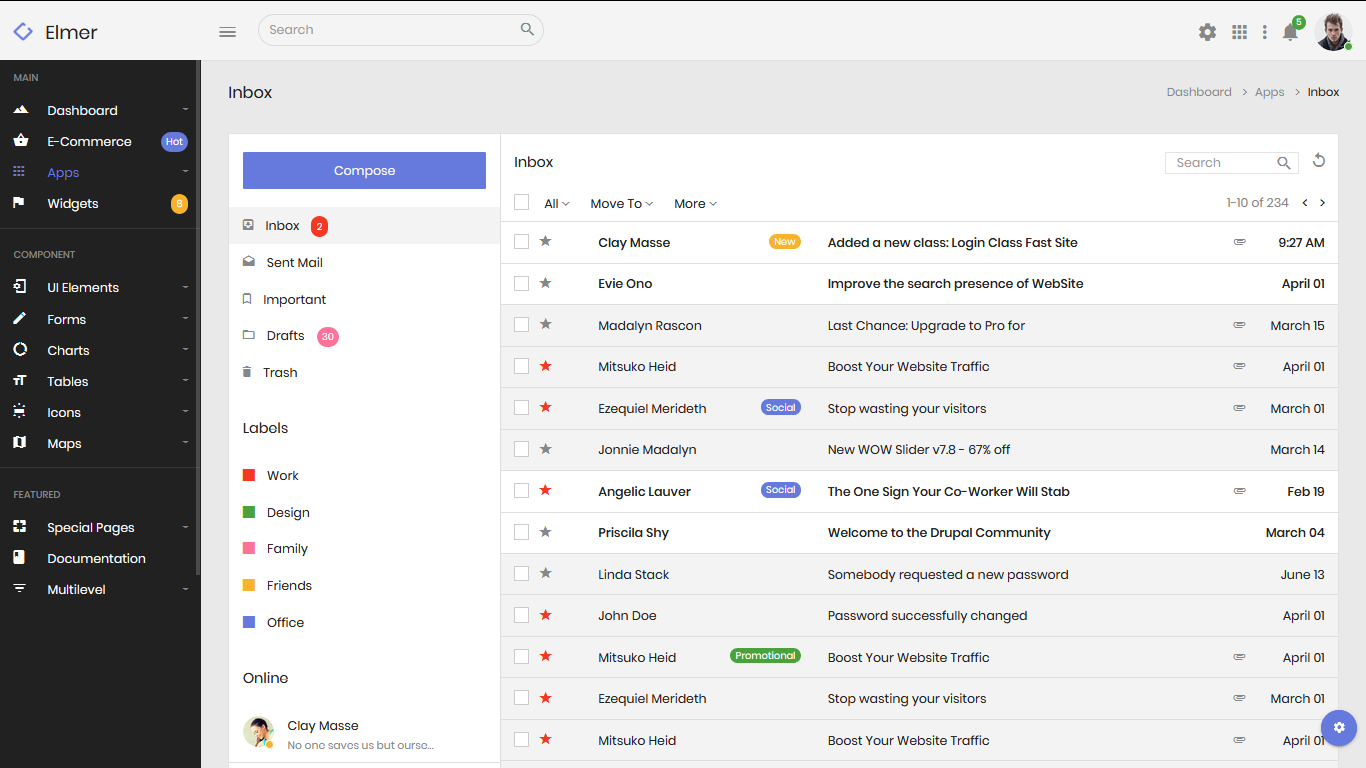 Elmer
Search
5
MAIN
Dashboard
E-Commerce Hot
Apps
Widgets 8
COMPONENT
UI Elements
Forms
Charts
Tables
Icons
Maps
FEATURED
Special Pages
Documentation
Multilevel
Inbox
Dashboard > Apps > Inbox
Compose
Inbox 2
Sent Mail
Important
Drafts 30
Trash
Labels
Work
Design
Family
Friends
Office
Online
Clay Masse
No one saves us but oursc...
Inbox
Search
All Move To More 1-10 of 234
Clay Masse New Added a new class: Login Class Fast Site 9:27 AM
Evie Ono Improve the search presence of WebSite April 01
Madalyn Rascon Last Chance: Upgrade to Pro for March 15
Mitsuko Heid Boost Your Website Traffic April 01
Ezequiel Merideth Social Stop wasting your visitors March 01
Jonnie Madalyn New WOW Slider v7.8 - 67% off March 14
Angelic Lauver Social The One Sign Your Co-Worker Will Stab Feb 19
Priscila Shy Welcome to the Drupal Community March 04
Linda Stack Somebody requested a new password June 13
John Doe Password successfully changed April 01
Mitsuko Heid Promotional Boost Your Website Traffic April 01
Ezequiel Merideth Stop wasting your visitors March 01
Mitsuko Heid Boost Your Website Traffic April 01